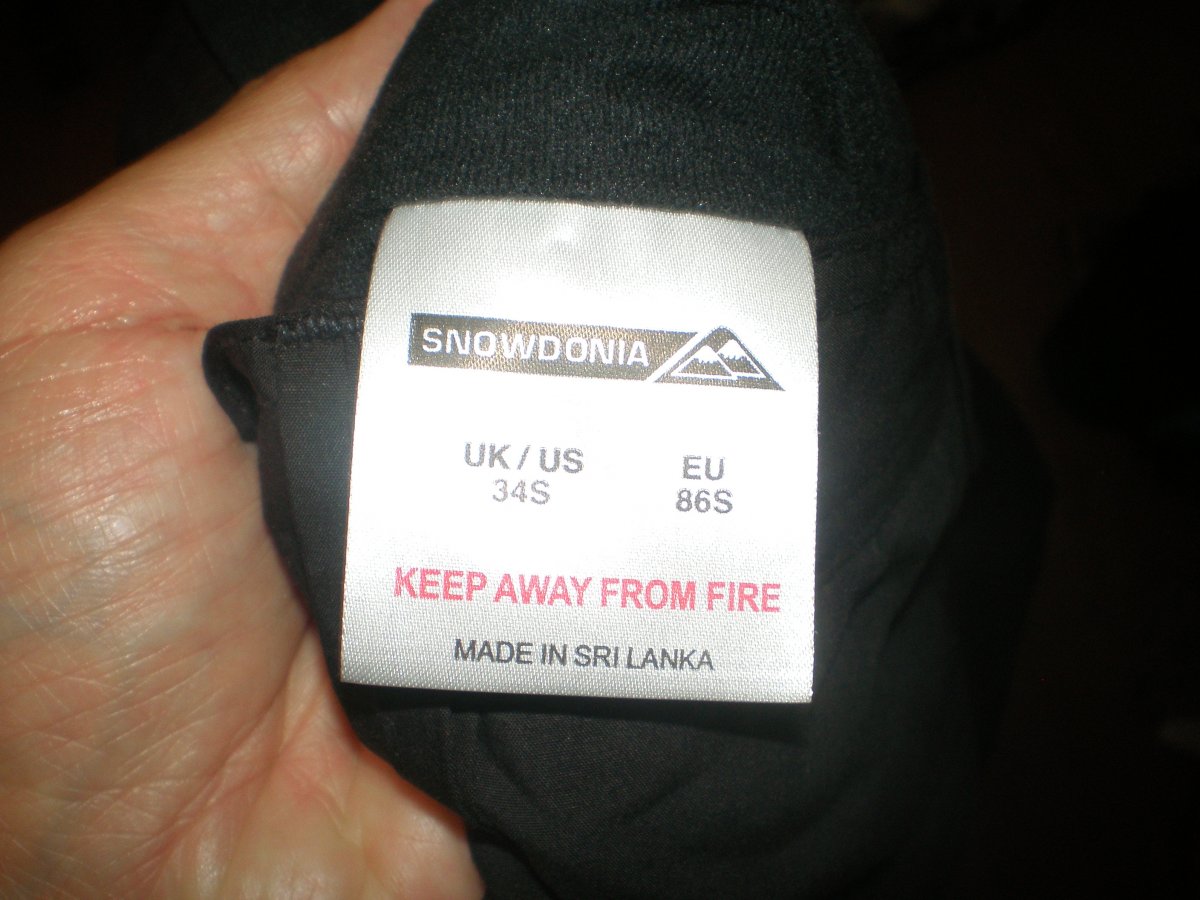 SNOWDONIA
UK / US EU
34S 86S
KEEP AWAY FROM FIRE
MADE IN SRI LANKA